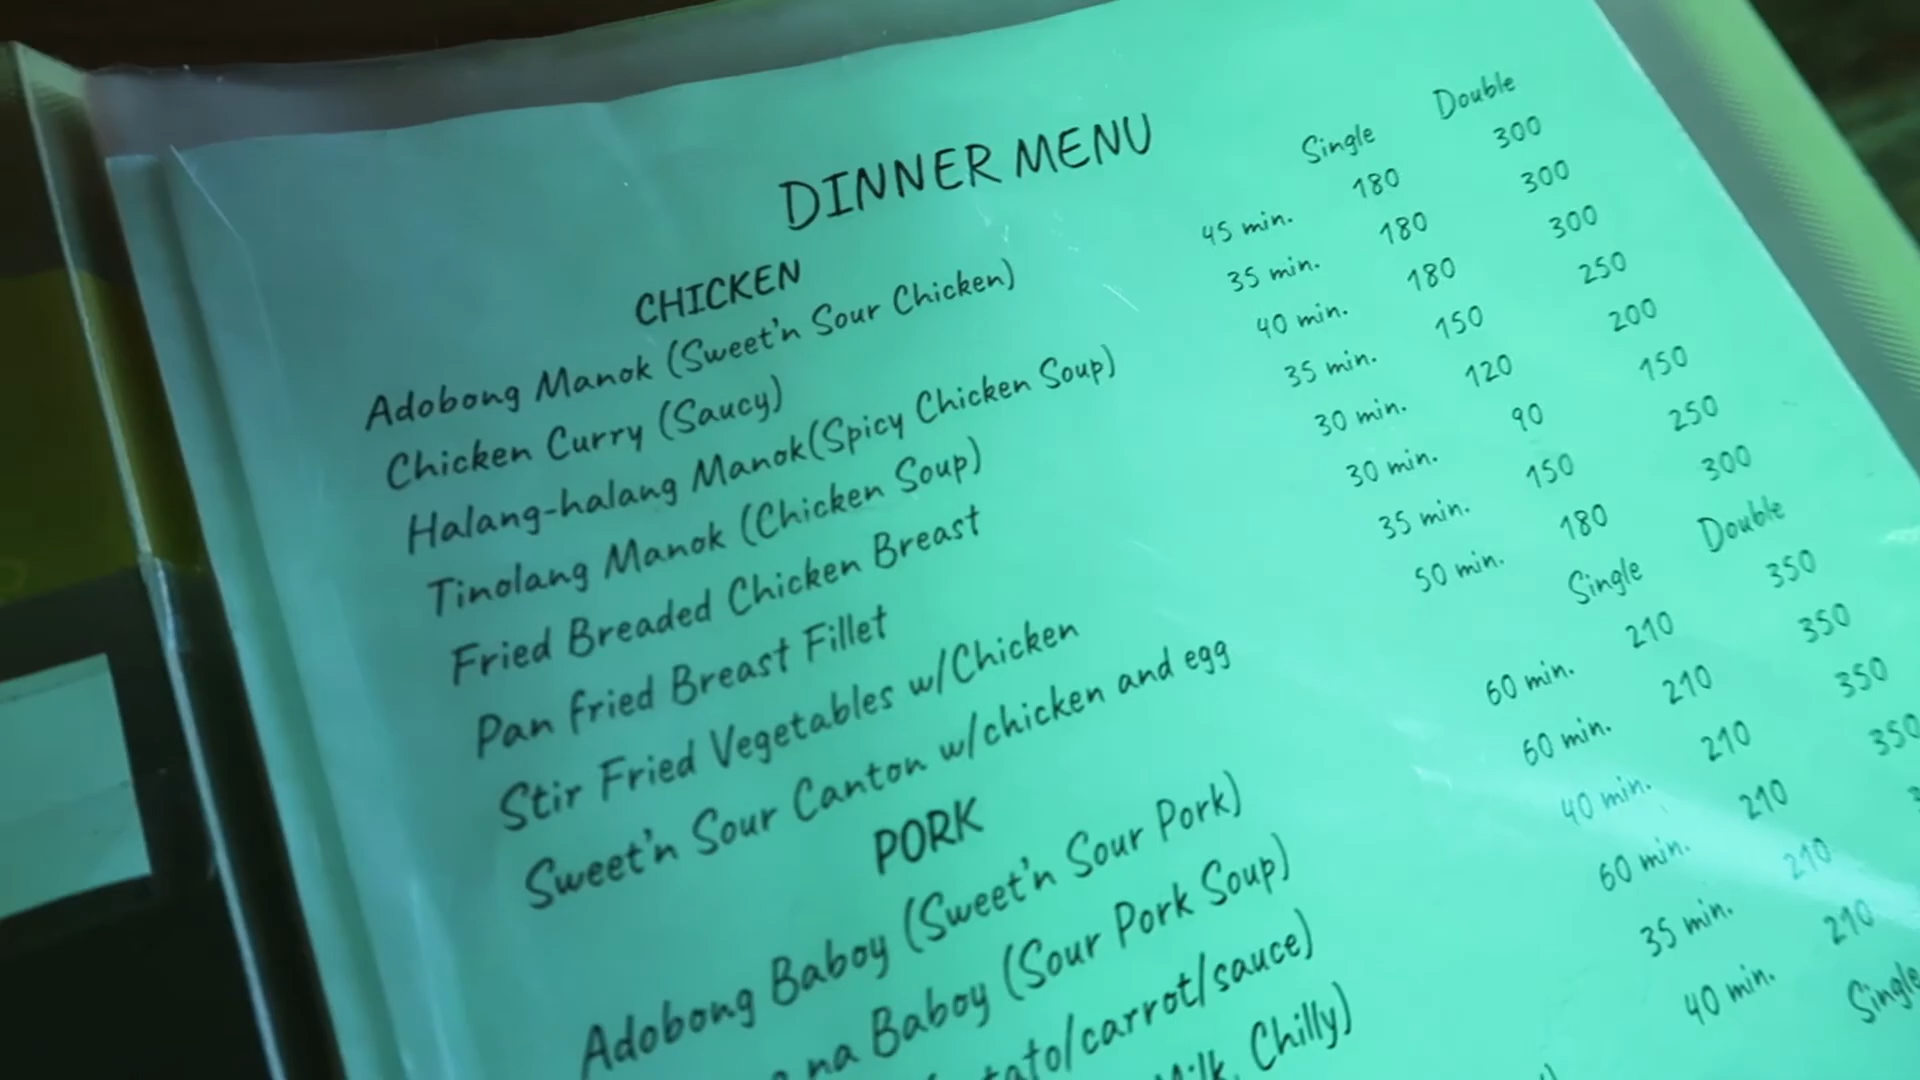 DINNER MENU
CHICKEN Single Double
Adobong Manok (Sweet'n Sour Chicken) 45 min. 180 300
Chicken Curry (Saucy) 35 min. 180 300
Halang-halang Manok(Spicy Chicken Soup) 40 min. 180 300
Tinolang Manok (Chicken Soup) 35 min. 150 250
Fried Breaded Chicken Breast 30 min. 120 200
Pan fried Breast Fillet 30 min. 90 150
Stir Fried Vegetables w/Chicken 35 min. 150 250
Sweet'n Sour Canton w/chicken and egg 50 min. 180 300
PORK Single Double
Adobong Baboy (Sweet'n Sour Pork) 60 min. 210 350
na Baboy (Sour Pork Soup) 60 min. 210 350
/carrot/sauce) 40 min. 210 350
Chilly) 60 min. 210 350
35 min. 210
40 min. 210
Single